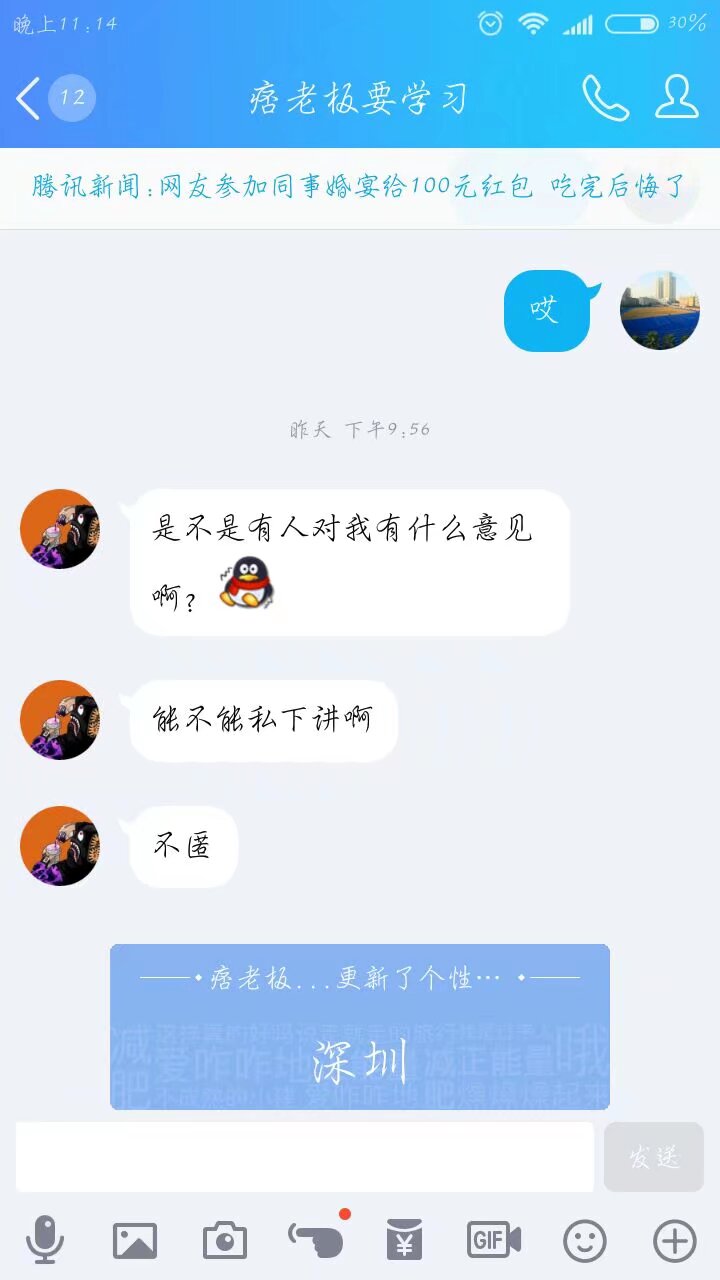 晚上11:14
30%
12
痞老板要学习
腾讯新闻:网友参加同事婚宴给100元红包 吃完后悔了
哎
昨天 下午9:56
是不是有人对我有什么意见
啊?
能不能私下讲啊
不匿
痞老板...更新了个性…
深圳
发送
GIF